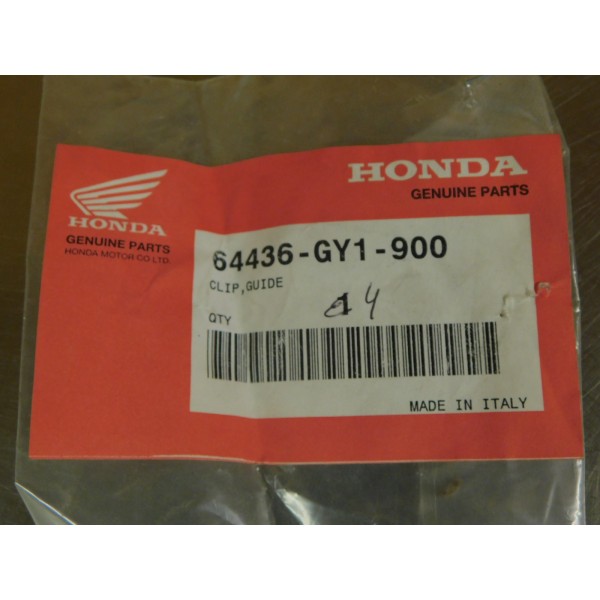 HONDA
GENUINE PARTS
HONDA
GENUINE PARTS
HONDA MOTOR CO LTD.
64436-GY1-900
CLIP,GUIDE
QTY 4
MADE IN ITALY